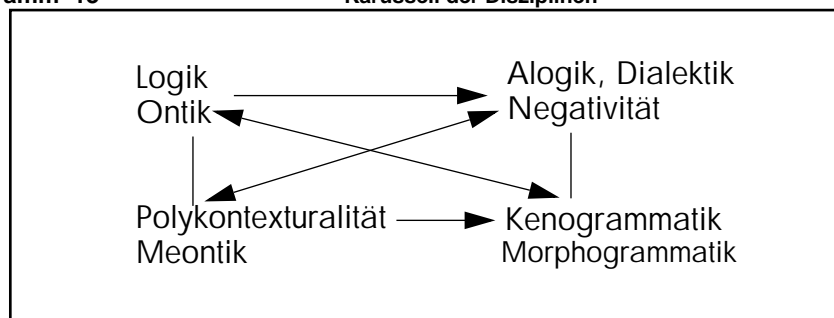 Karussell der Disziplinen
Logik
Ontik
Alogik, Dialektik
Negativität
Polykontexturalität
Meontik
Kenogrammatik
Morphogrammatik